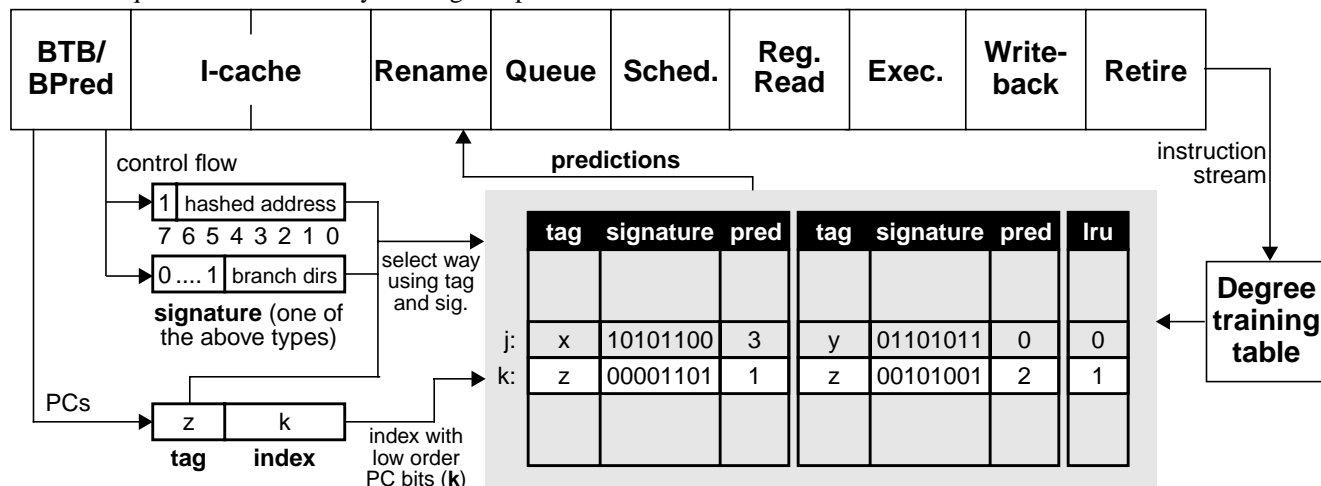 BTB/
BPred
I-cache
Rename
Queue
Sched.
Reg.
Read
Exec.
Write-
back
Retire
control flow
predictions
instruction
stream
1 hashed address
7 6 5 4 3 2 1 0
0 .... 1 branch dirs
signature (one of
the above types)
select way
using tag
and sig.
tag signature pred tag signature pred lru
j: x 10101100 3 y 01101011 0 0
k: z 00001101 1 z 00101001 2 1
Degree
training
table
PCs
z k
tag index
index with
low order
PC bits (k)